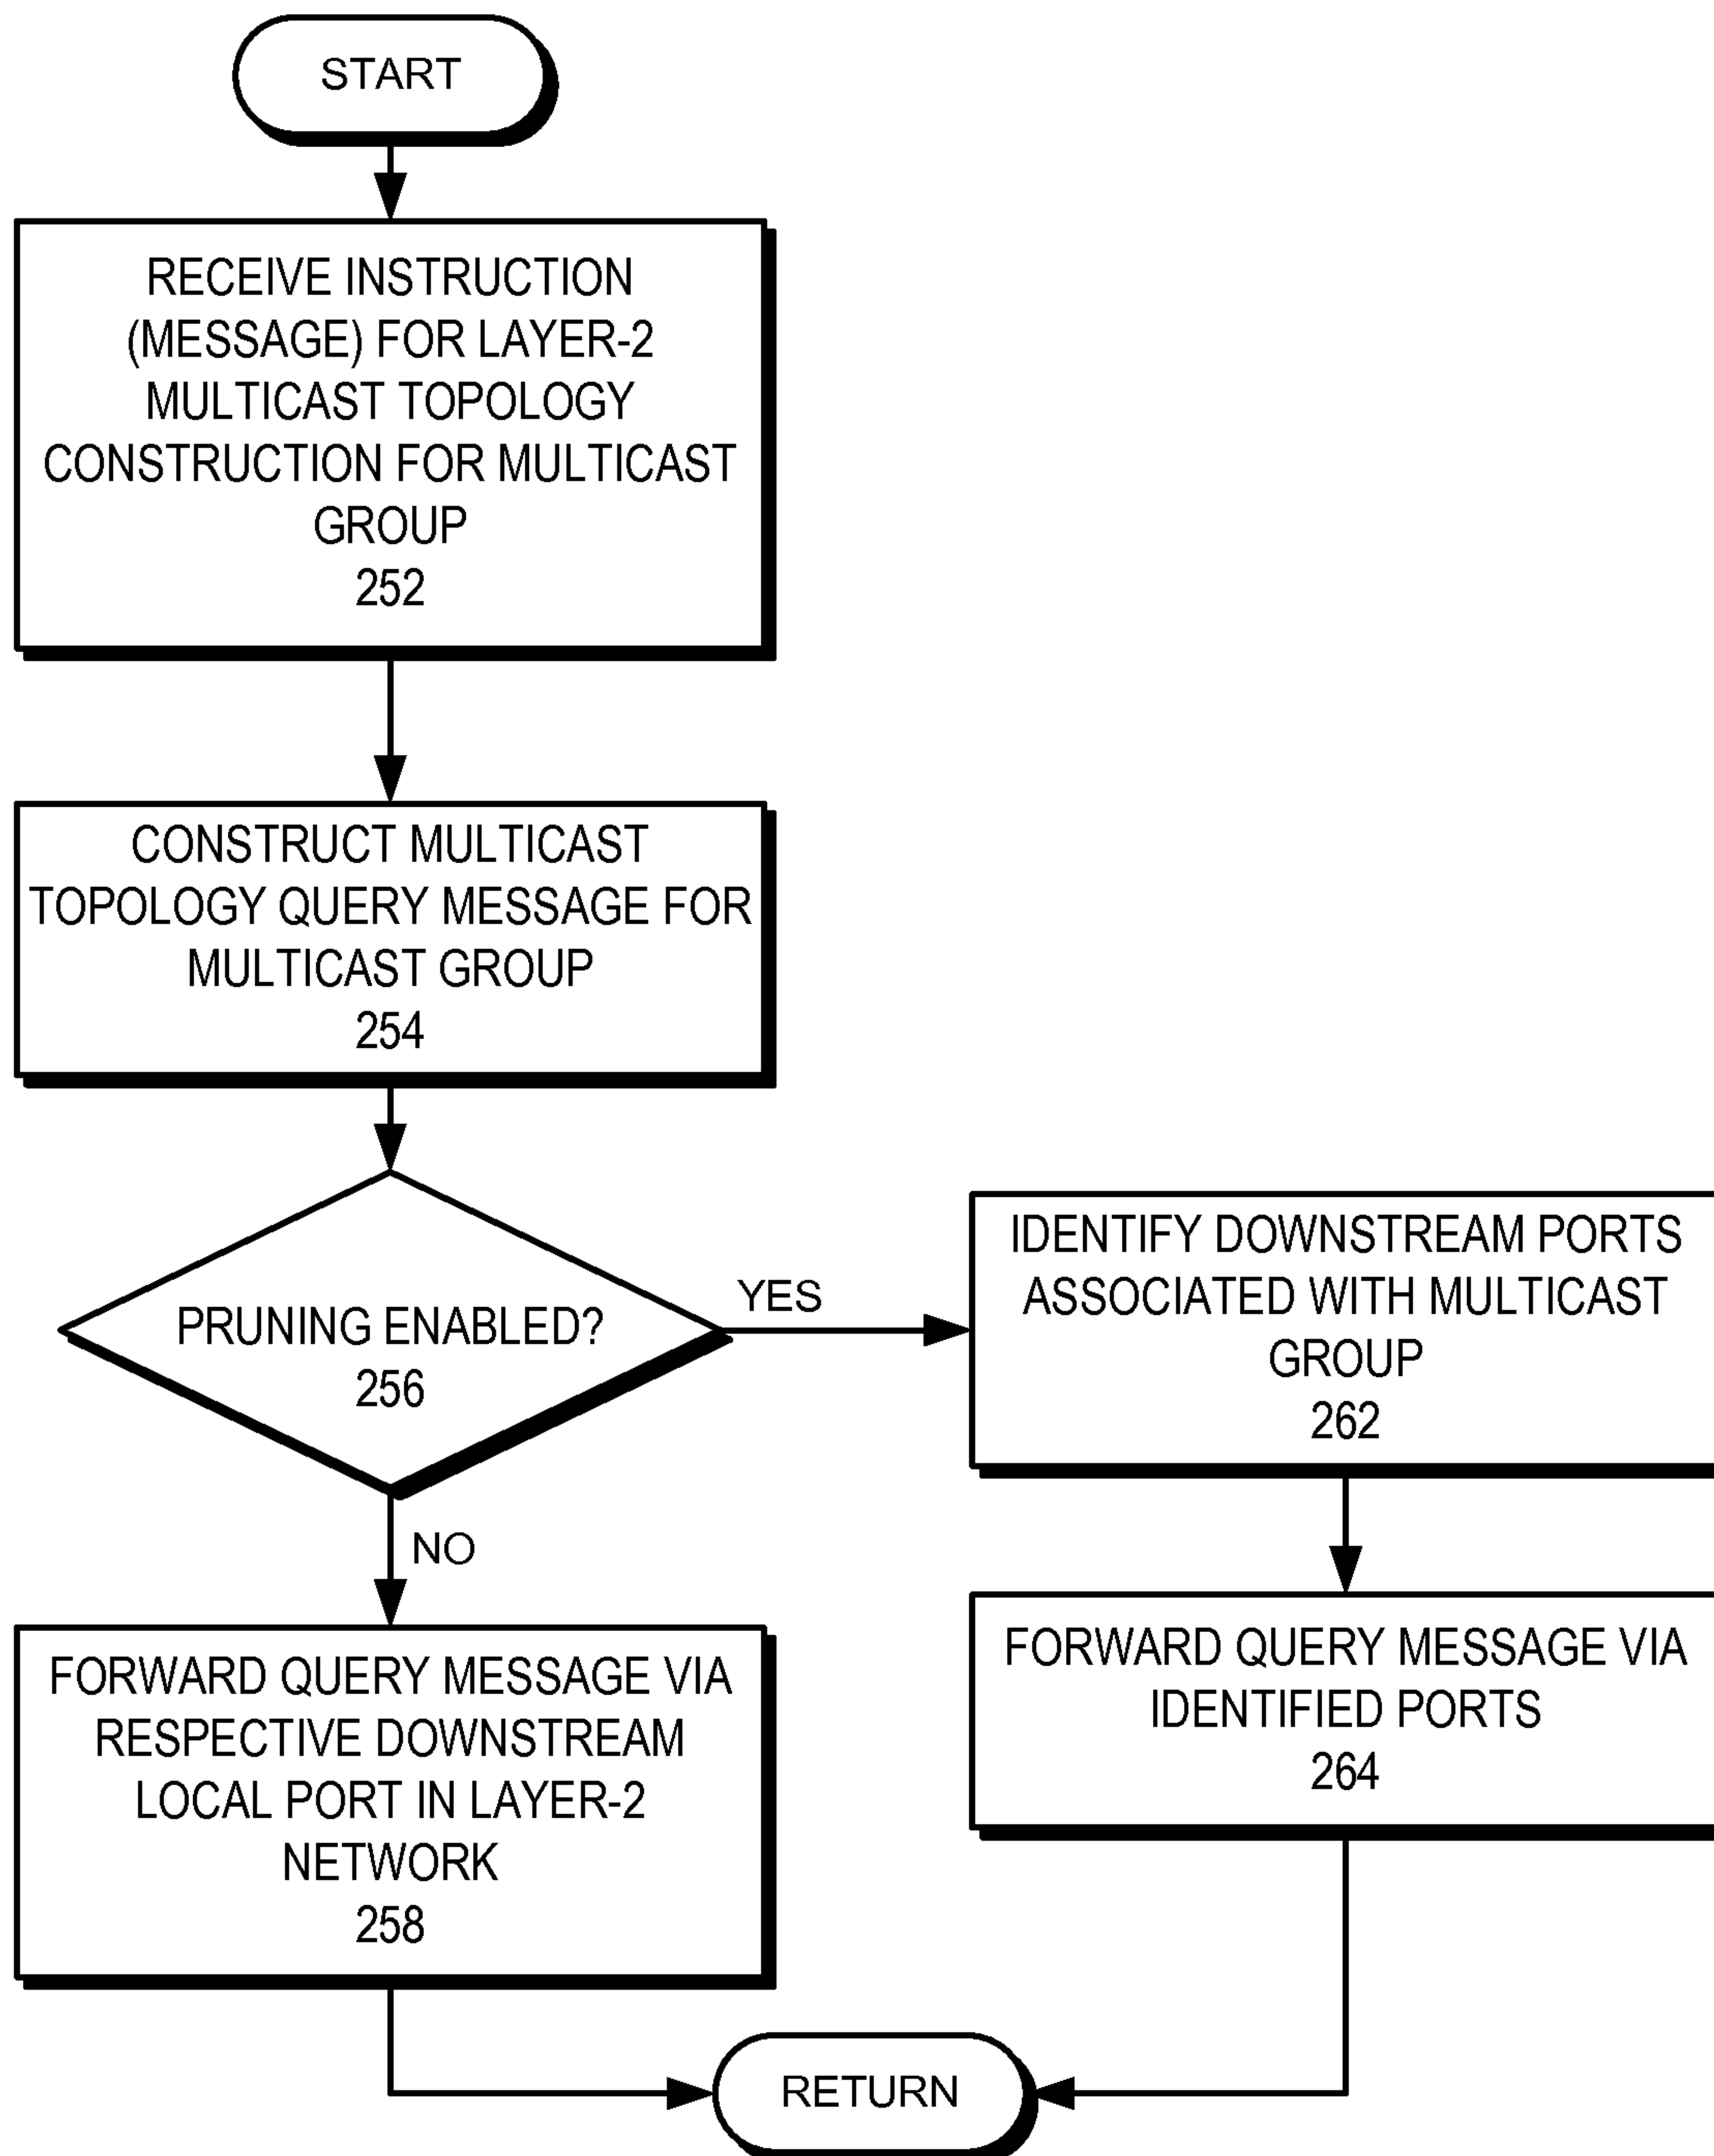 START
RECEIVE INSTRUCTION
(MESSAGE) FOR LAYER-2
MULTICAST TOPOLOGY
CONSTRUCTION FOR MULTICAST
GROUP
252
CONSTRUCT MULTICAST
TOPOLOGY QUERY MESSAGE FOR
MULTICAST GROUP
254
PRUNING ENABLED?
256
YES
NO
IDENTIFY DOWNSTREAM PORTS
ASSOCIATED WITH MULTICAST
GROUP
262
FORWARD QUERY MESSAGE VIA
RESPECTIVE DOWNSTREAM
LOCAL PORT IN LAYER-2
NETWORK
258
FORWARD QUERY MESSAGE VIA
IDENTIFIED PORTS
264
RETURN